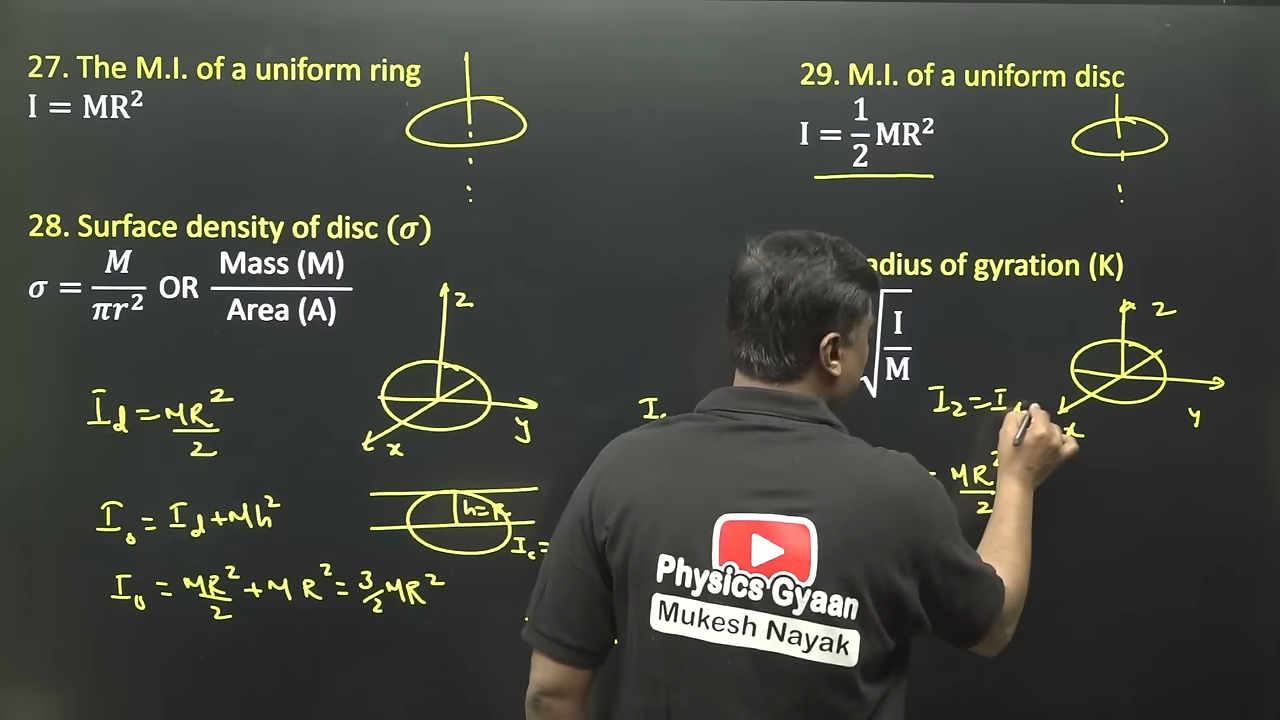 27. The M.I. of a uniform ring
I = MR²
28. Surface density of disc (σ)
σ = M/πr² OR Mass (M)/Area (A)
z
y
x
I_d = MR²/2
I_o = I_d + Mh²
h=R
I_c =
I_o = MR²/2 + MR² = 3/2 MR²
29. M.I. of a uniform disc
I = 1/2 MR²
adius of gyration (K)
√I/M
z
y
x
I_z = I
= MR²/2
Physics Gyaan
Mukesh Nayak